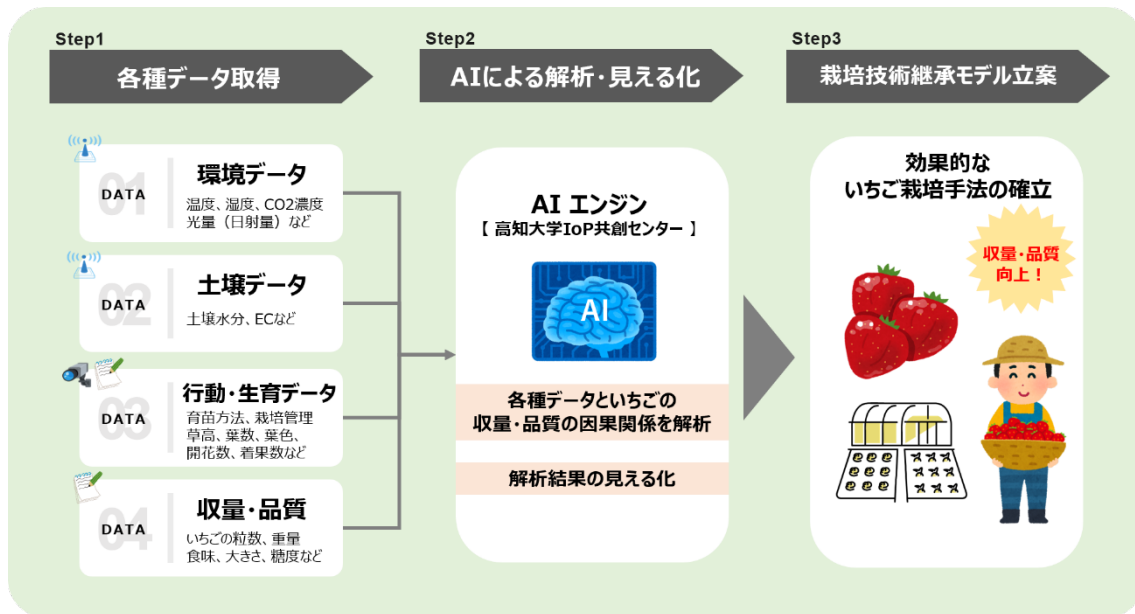 Step1
各種データ取得
01
DATA
環境データ
温度、湿度、CO2濃度
光量（日射量）など
02
DATA
土壌データ
土壌水分、ECなど
03
DATA
行動・生育データ
育苗方法、栽培管理
草高、葉数、葉色、
開花数、着果数など
04
DATA
収量・品質
いちごの粒数、重量
食味、大きさ、糖度など
Step2
AIによる解析・見える化
AI エンジン
【 高知大学IoP共創センター 】
AI
各種データといちごの
収量・品質の因果関係を解析
解析結果の見える化
Step3
栽培技術継承モデル立案
効果的な
いちご栽培手法の確立
収量・品質
向上！